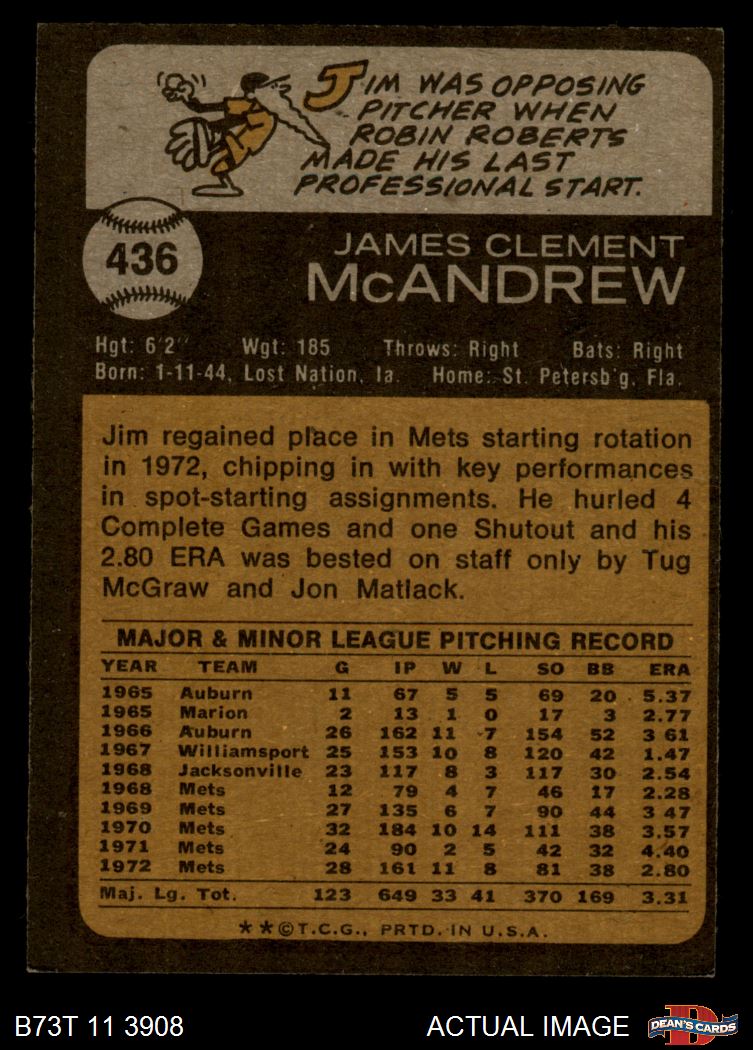 JIM WAS OPPOSING
PITCHER WHEN
ROBIN ROBERTS
MADE HIS LAST
PROFESSIONAL START.
436
JAMES CLEMENT
McANDREW
Hgt: 6'2" Wgt: 185 Throws: Right Bats: Right
Born: 1-11-44, Lost Nation, Ia. Home: St. Petersb'g, Fla.
Jim regained place in Mets starting rotation
in 1972, chipping in with key performances
in spot-starting assignments. He hurled 4
Complete Games and one Shutout and his
2.80 ERA was bested on staff only by Tug
McGraw and Jon Matlack.
MAJOR & MINOR LEAGUE PITCHING RECORD
YEAR TEAM G IP W L SO BB ERA
1965 Auburn 11 67 5 5 69 20 5.37
1965 Marion 2 13 1 0 17 3 2.77
1966 Auburn 26 162 11 7 154 52 3 61
1967 Williamsport 25 153 10 8 120 42 1.47
1968 Jacksonville 23 117 8 3 117 30 2.54
1968 Mets 12 79 4 7 46 17 2.28
1969 Mets 27 135 6 7 90 44 3 47
1970 Mets 32 184 10 14 111 38 3.57
1971 Mets 24 90 2 5 42 32 4.40
1972 Mets 28 161 11 8 81 38 2.80
Maj. Lg. Tot. 123 649 33 41 370 169 3.31
**©T.C.G., PRTD. IN U.S.A.
B73T 11 3908 ACTUAL IMAGE D DEAN'S CARDS